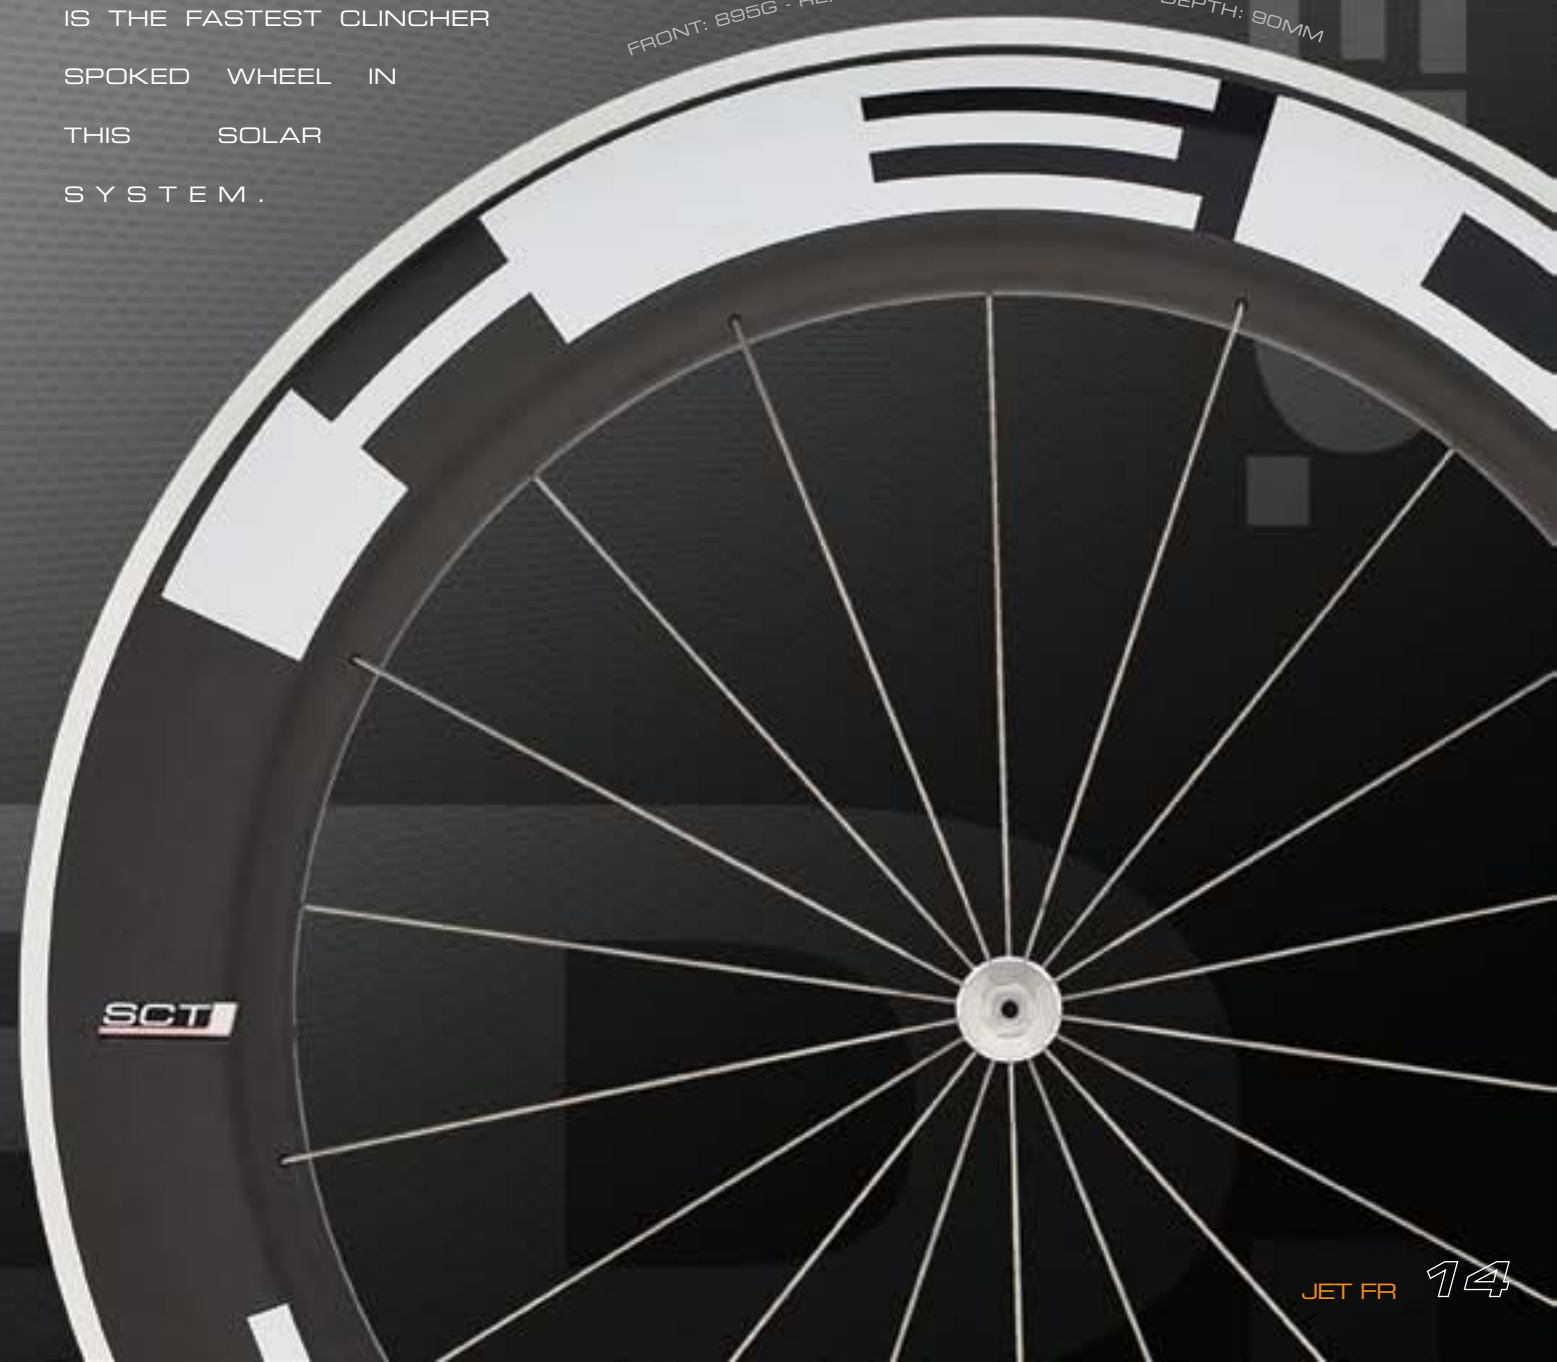 IS THE FASTEST CLINCHER
SPOKED WHEEL IN
THIS SOLAR
SYSTEM.
FRONT: 895G -
DEPTH: 90MM
SCT
JET FR 14